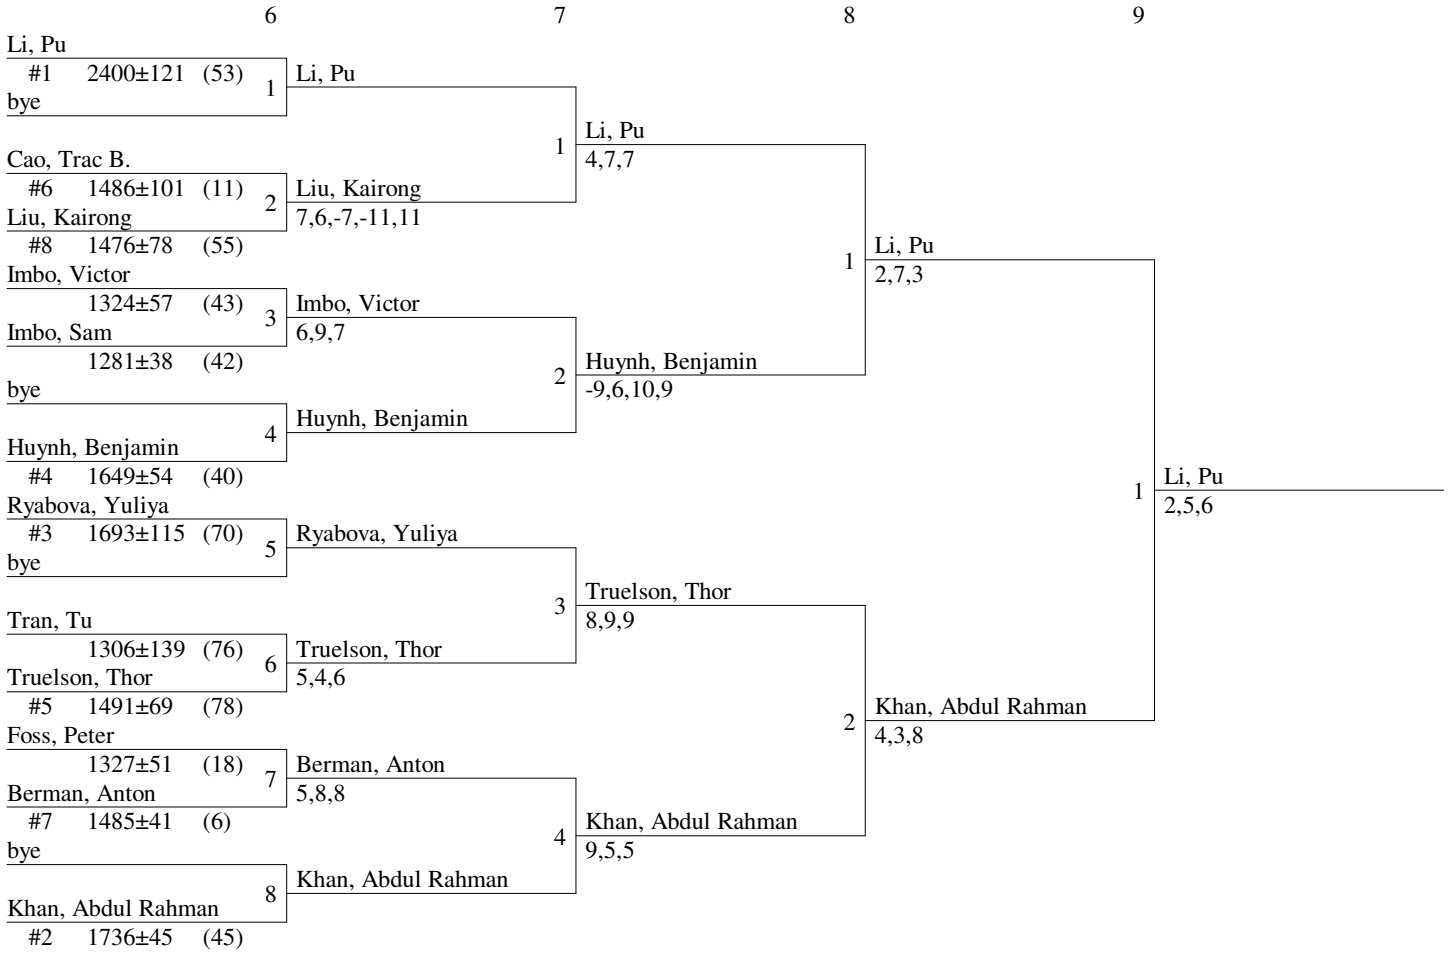 6 7 8 9
Li, Pu
#1 2400±121 (53)
bye
1
Li, Pu
Cao, Trac B.
#6 1486±101 (11)
Liu, Kairong
#8 1476±78 (55)
2
Liu, Kairong
7,6,-7,-11,11
1
Li, Pu
4,7,7
Imbo, Victor
1324±57 (43)
Imbo, Sam
1281±38 (42)
3
Imbo, Victor
6,9,7
bye
Huynh, Benjamin
#4 1649±54 (40)
4
Huynh, Benjamin
2
Huynh, Benjamin
-9,6,10,9
1
Li, Pu
2,7,3
Ryabova, Yuliya
#3 1693±115 (70)
bye
5
Ryabova, Yuliya
Tran, Tu
1306±139 (76)
Truelson, Thor
#5 1491±69 (78)
6
Truelson, Thor
5,4,6
3
Truelson, Thor
8,9,9
Foss, Peter
1327±51 (18)
Berman, Anton
#7 1485±41 (6)
7
Berman, Anton
5,8,8
bye
Khan, Abdul Rahman
#2 1736±45 (45)
8
Khan, Abdul Rahman
4
Khan, Abdul Rahman
9,5,5
2
Khan, Abdul Rahman
4,3,8
1
Li, Pu
2,5,6